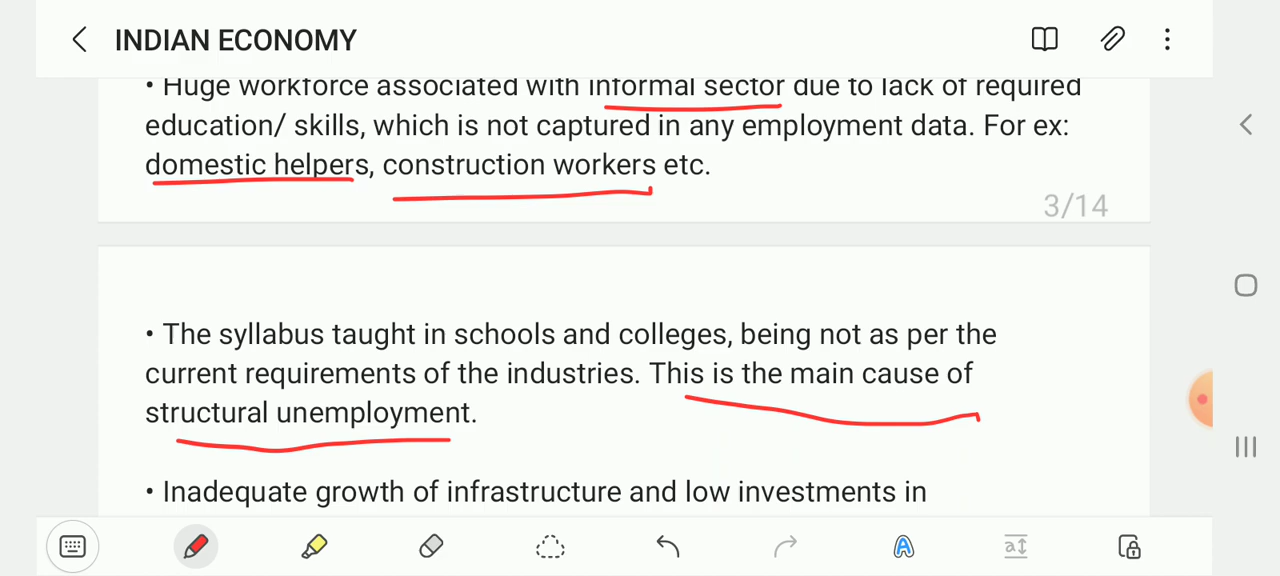 INDIAN ECONOMY
• Huge workforce associated with informal sector due to lack of required
education/ skills, which is not captured in any employment data. For ex:
domestic helpers, construction workers etc.
3/14
• The syllabus taught in schools and colleges, being not as per the
current requirements of the industries. This is the main cause of
structural unemployment.
• Inadequate growth of infrastructure and low investments in